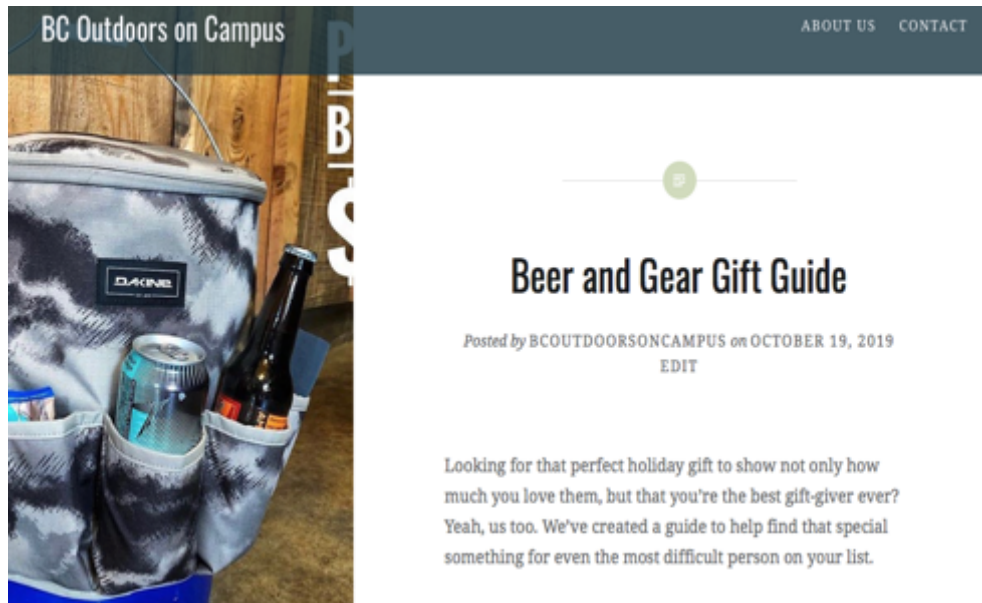 BC Outdoors on Campus
ABOUT US CONTACT
P
B
$
DAKINE
Beer and Gear Gift Guide
Posted by BCOUTDOORSONCAMPUS on OCTOBER 19, 2019
EDIT
Looking for that perfect holiday gift to show not only how
much you love them, but that you're the best gift-giver ever?
Yeah, us too. We've created a guide to help find that special
something for even the most difficult person on your list.